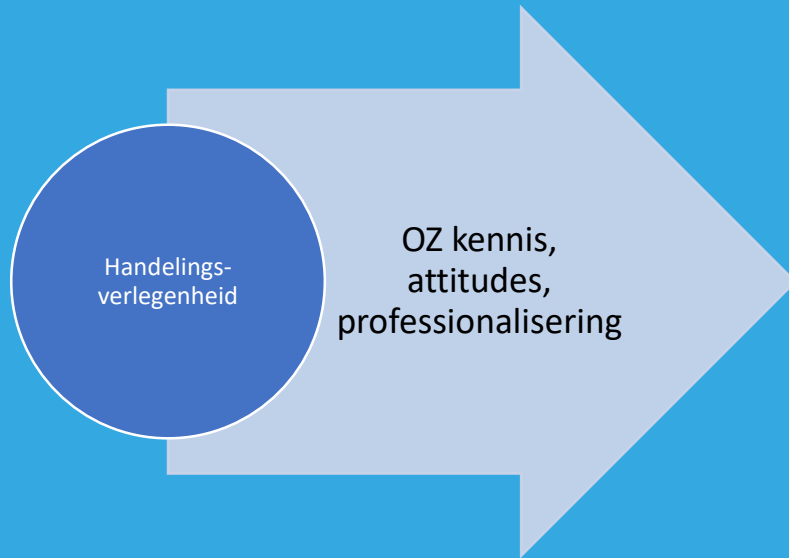 Handelings-
verlegenheid
OZ kennis,
attitudes,
professionalisering